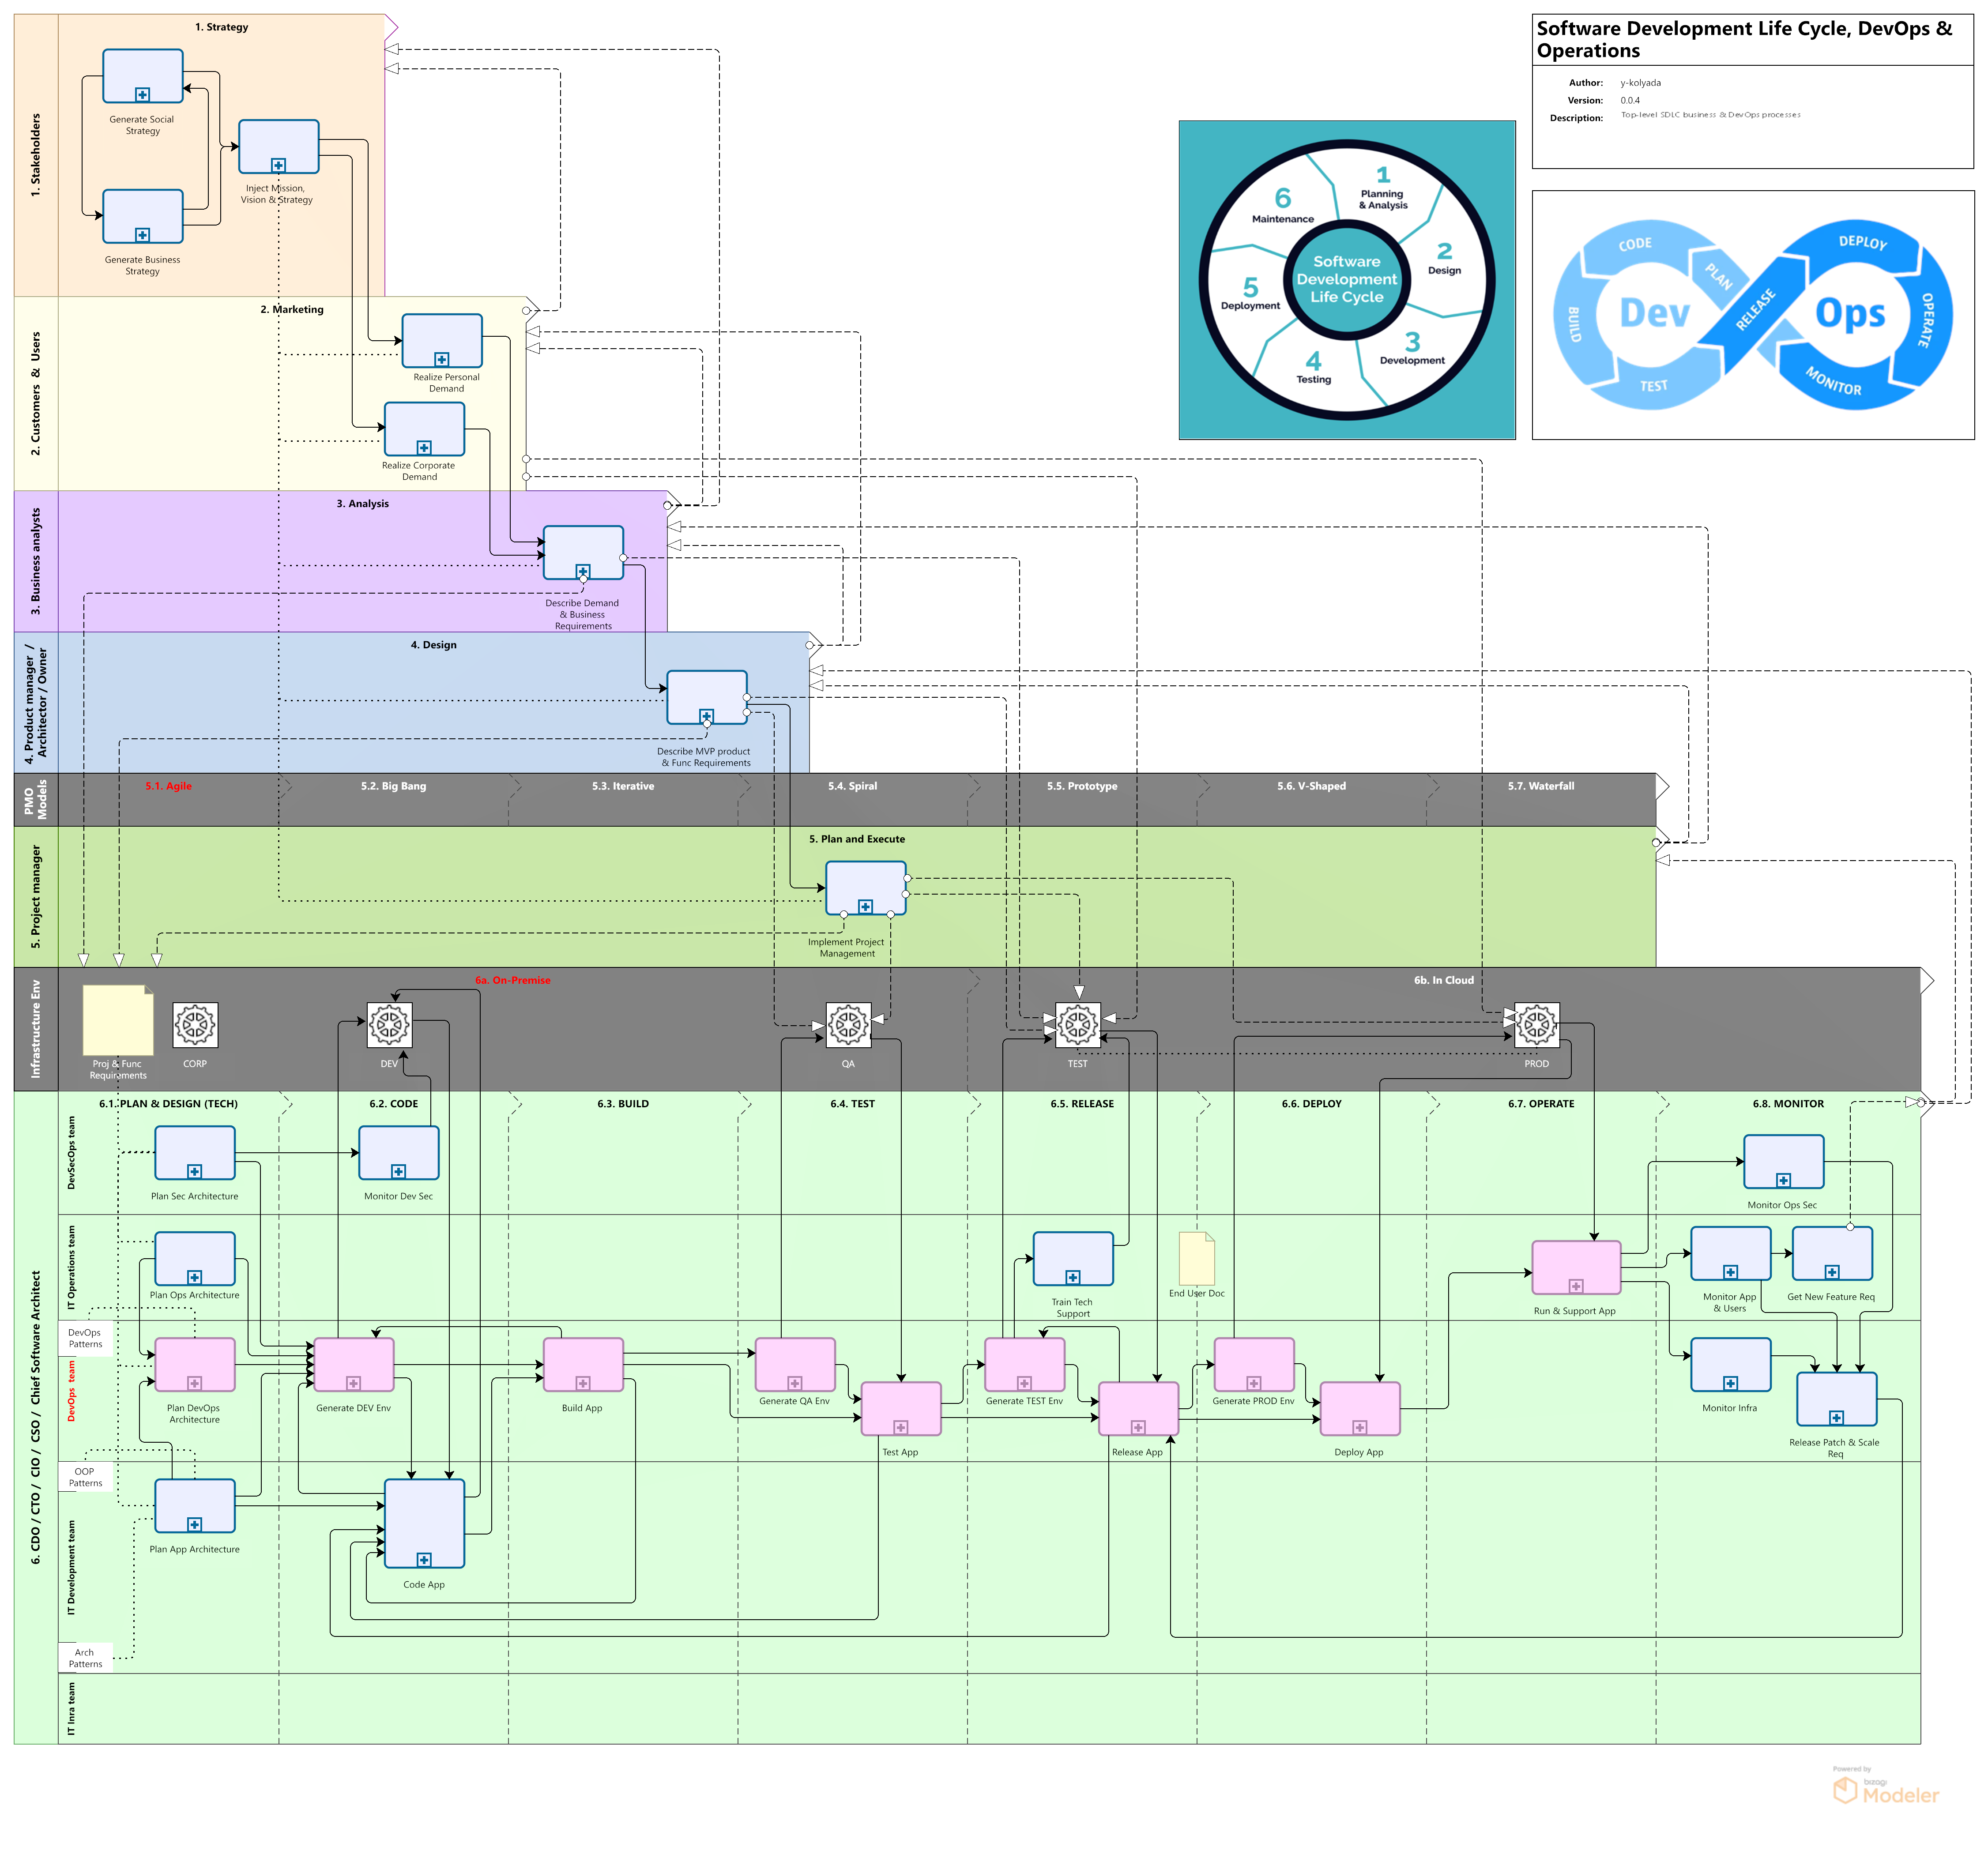 Software Development Life Cycle, DevOps &
Operations
Author: y-kolyada
Version: 0.0.4
Description: Top-level SDLC business & DevOps processes
1
Planning
& Analysis
2
Design
3
Development
4
Testing
5
Deployment
6
Maintenance
Software
Development
Life Cycle
CODE
PLAN
BUILD
TEST
Dev
RELEASE
DEPLOY
OPERATE
MONITOR
Ops
1. Stakeholders
1. Strategy
Generate Social
Strategy
Inject Mission,
Vision & Strategy
Generate Business
Strategy
2. Customers & Users
2. Marketing
Realize Personal
Demand
Realize Corporate
Demand
3. Business analysts
3. Analysis
Describe Demand
& Business
Requirements
4. Product manager /
Architector / Owner
4. Design
Describe MVP product
& Func Requirements
PMO
Models
5.1. Agile
5.2. Big Bang
5.3. Iterative
5.4. Spiral
5.5. Prototype
5.6. V-Shaped
5.7. Waterfall
5. Project manager
5. Plan and Execute
Implement Project
Management
Infrastructure Env
6a. On-Premise
6b. In Cloud
Proj & Func
Requirements
CORP
DEV
QA
TEST
PROD
6. CDO / CTO / CIO / CSO / Chief Software Architect
6.1. PLAN & DESIGN (TECH)
6.2. CODE
6.3. BUILD
6.4. TEST
6.5. RELEASE
6.6. DEPLOY
6.7. OPERATE
6.8. MONITOR
DevSecOps team
Plan Sec Architecture
Monitor Dev Sec
Monitor Ops Sec
IT Operations team
Plan Ops Architecture
Train Tech
Support
End User Doc
Run & Support App
Monitor App
& Users
Get New Feature Req
DevOps
Patterns
DevOps team
Plan DevOps
Architecture
Generate DEV Env
Build App
Generate QA Env
Test App
Generate TEST Env
Release App
Generate PROD Env
Deploy App
Monitor Infra
Release Patch & Scale
Req
OOP
Patterns
IT Development team
Plan App Architecture
Code App
Arch
Patterns
IT Inra team
Powered by
bizagi
Modeler